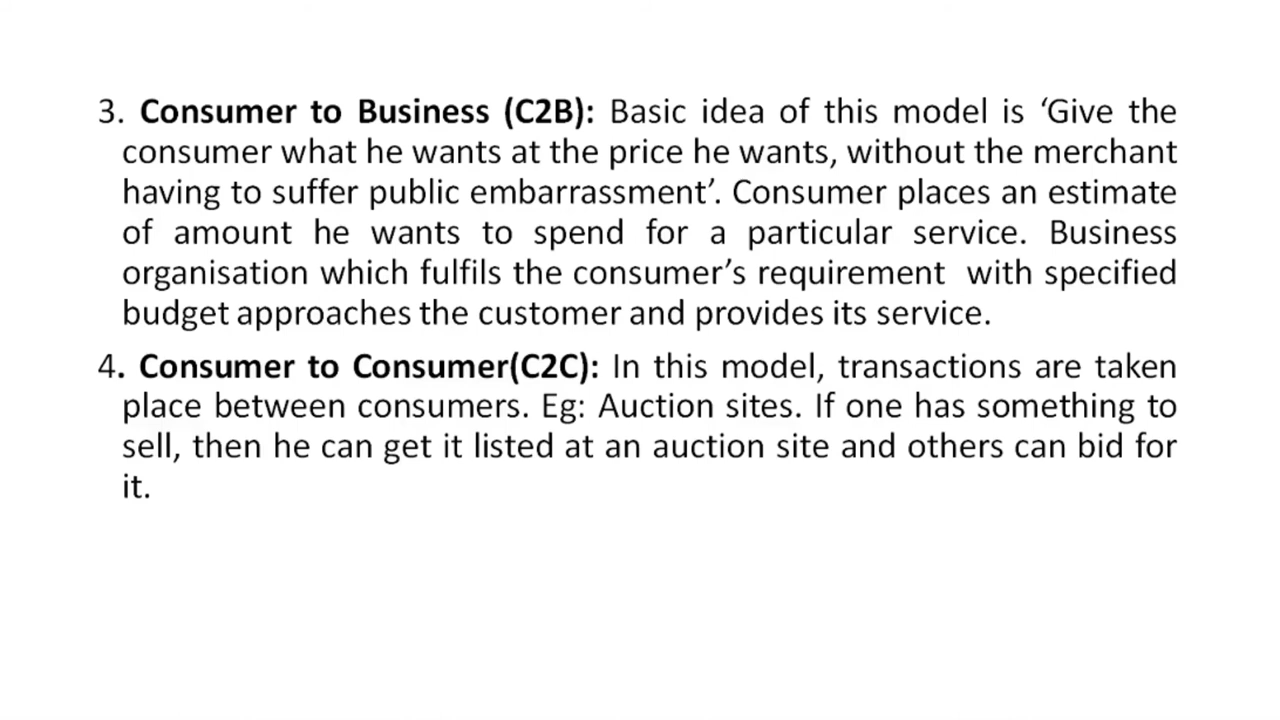 3. Consumer to Business (C2B): Basic idea of this model is ‘Give the
consumer what he wants at the price he wants, without the merchant
having to suffer public embarrassment’. Consumer places an estimate
of amount he wants to spend for a particular service. Business
organisation which fulfils the consumer’s requirement with specified
budget approaches the customer and provides its service.
4. Consumer to Consumer(C2C): In this model, transactions are taken
place between consumers. Eg: Auction sites. If one has something to
sell, then he can get it listed at an auction site and others can bid for
it.